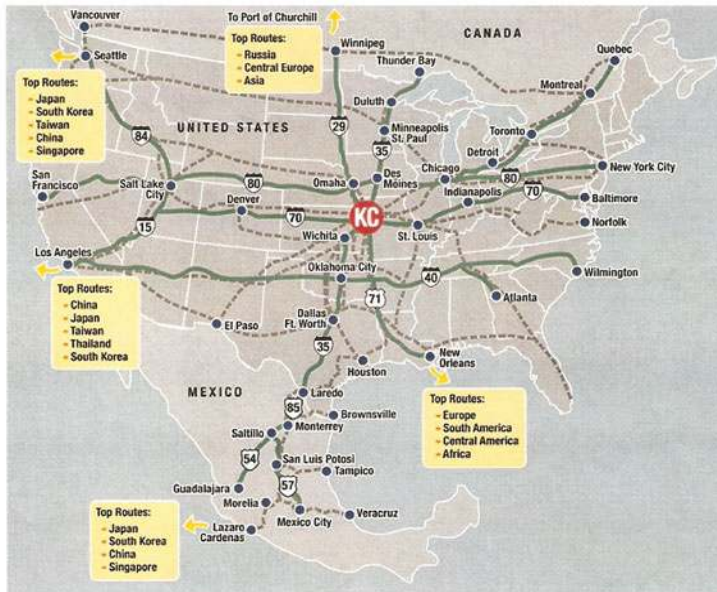 To Port of Churchill
Vancouver
Seattle
Top Routes:
- Japan
- South Korea
- Taiwan
- China
- Singapore
Top Routes:
- Russia
- Central Europe
- Asia
Winnipeg
CANADA
Thunder Bay
Quebec
Montreal
Duluth
UNITED STATES
84
29
35
Minneapolis
St. Paul
Toronto
Detroit
Chicago
80
New York City
San
Francisco
Salt Lake
City
80
Omaha
Des
Moines
Indianapolis
70
Baltimore
Denver
70
KC
15
Wichita
St. Louis
Norfolk
Los Angeles
Oklahoma City
40
Wilmington
71
Atlanta
Top Routes:
- China
- Japan
- Taiwan
- Thailand
- South Korea
El Paso
Dallas
Ft. Worth
35
Houston
New
Orleans
MEXICO
Laredo
85
Brownsville
Top Routes:
- Europe
- South America
- Central America
- Africa
Monterrey
Saltillo
54
San Luis Potosi
Tampico
57
Guadalajara
Morelia
Mexico City
Veracruz
Lazaro
Cardenas
Top Routes:
- Japan
- South Korea
- China
- Singapore